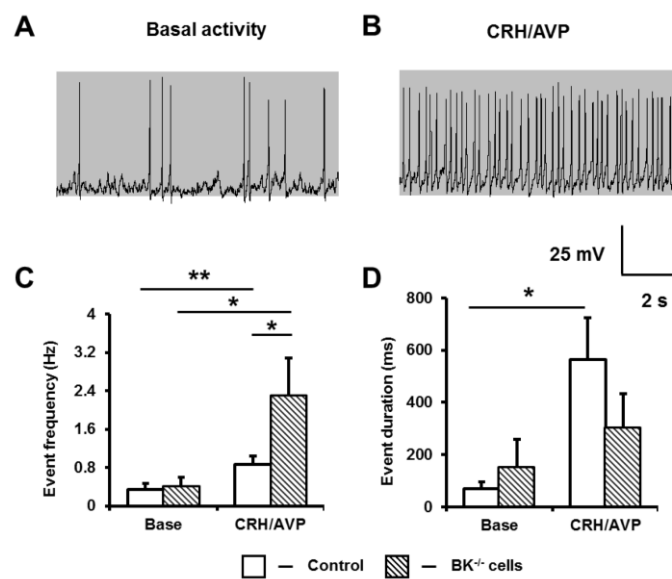 A
Basal activity
B
CRH/AVP
25 mV
2 s
C
**
*
*
Event frequency (Hz)
4
3.2
2.4
1.6
0.8
0
Base
CRH/AVP
D
*
Event duration (ms)
800
600
400
200
0
Base
CRH/AVP
– Control
– BK-/- cells